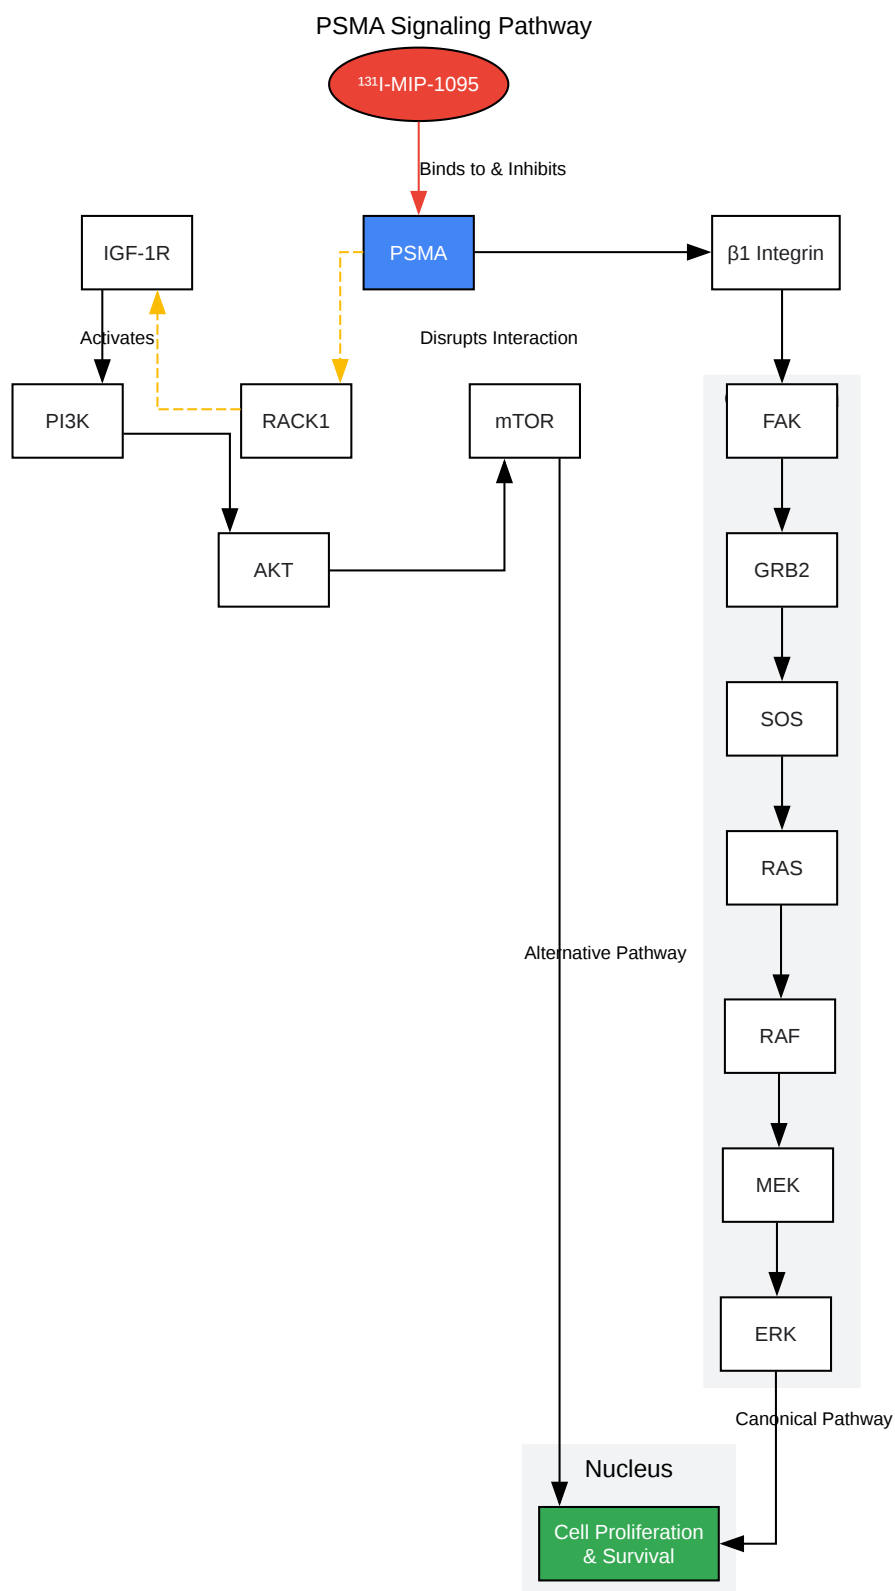 PSMA Signaling Pathway
¹³¹I-MIP-1095
Binds to & Inhibits
IGF-1R
PSMA
β1 Integrin
Activates
Disrupts Interaction
PI3K
RACK1
mTOR
FAK
AKT
GRB2
SOS
RAS
Alternative Pathway
RAF
MEK
ERK
Canonical Pathway
Nucleus
Cell Proliferation
& Survival